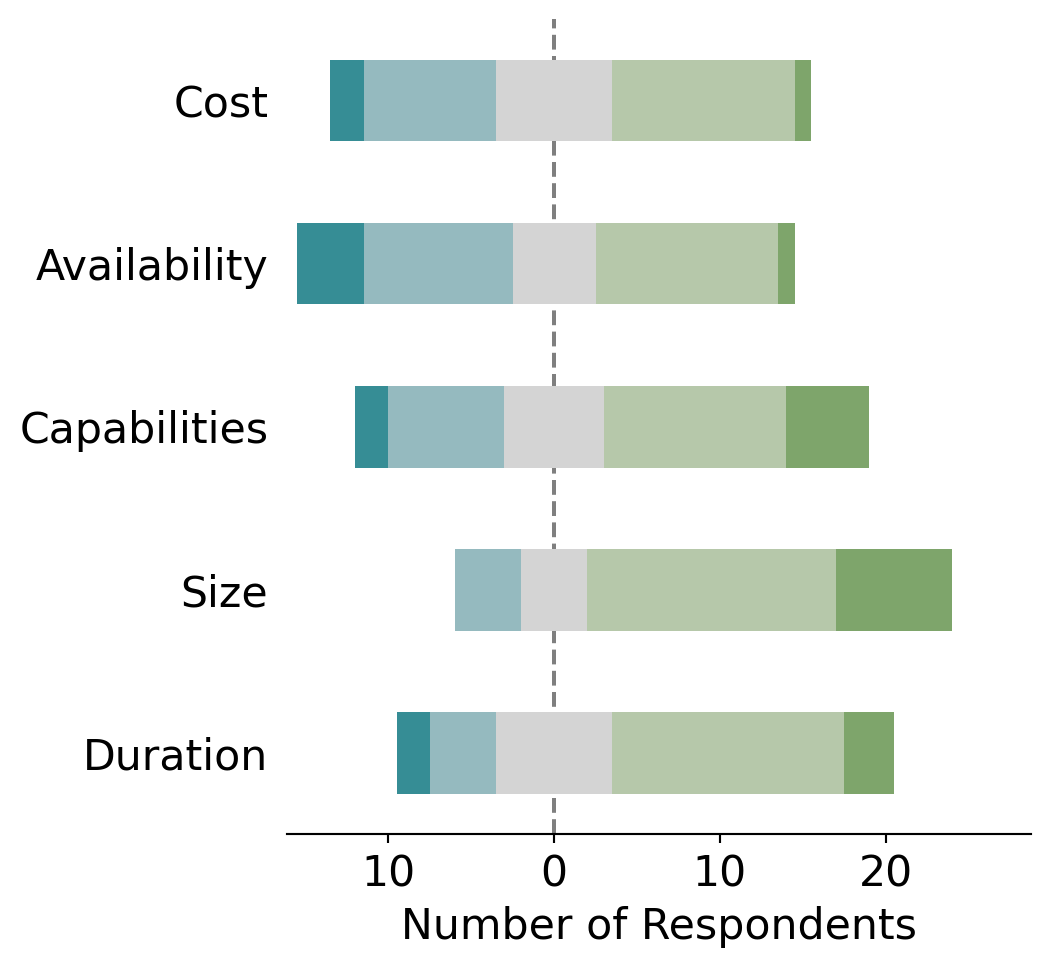 Cost
Availability
Capabilities
Size
Duration
10 0 10 20
Number of Respondents